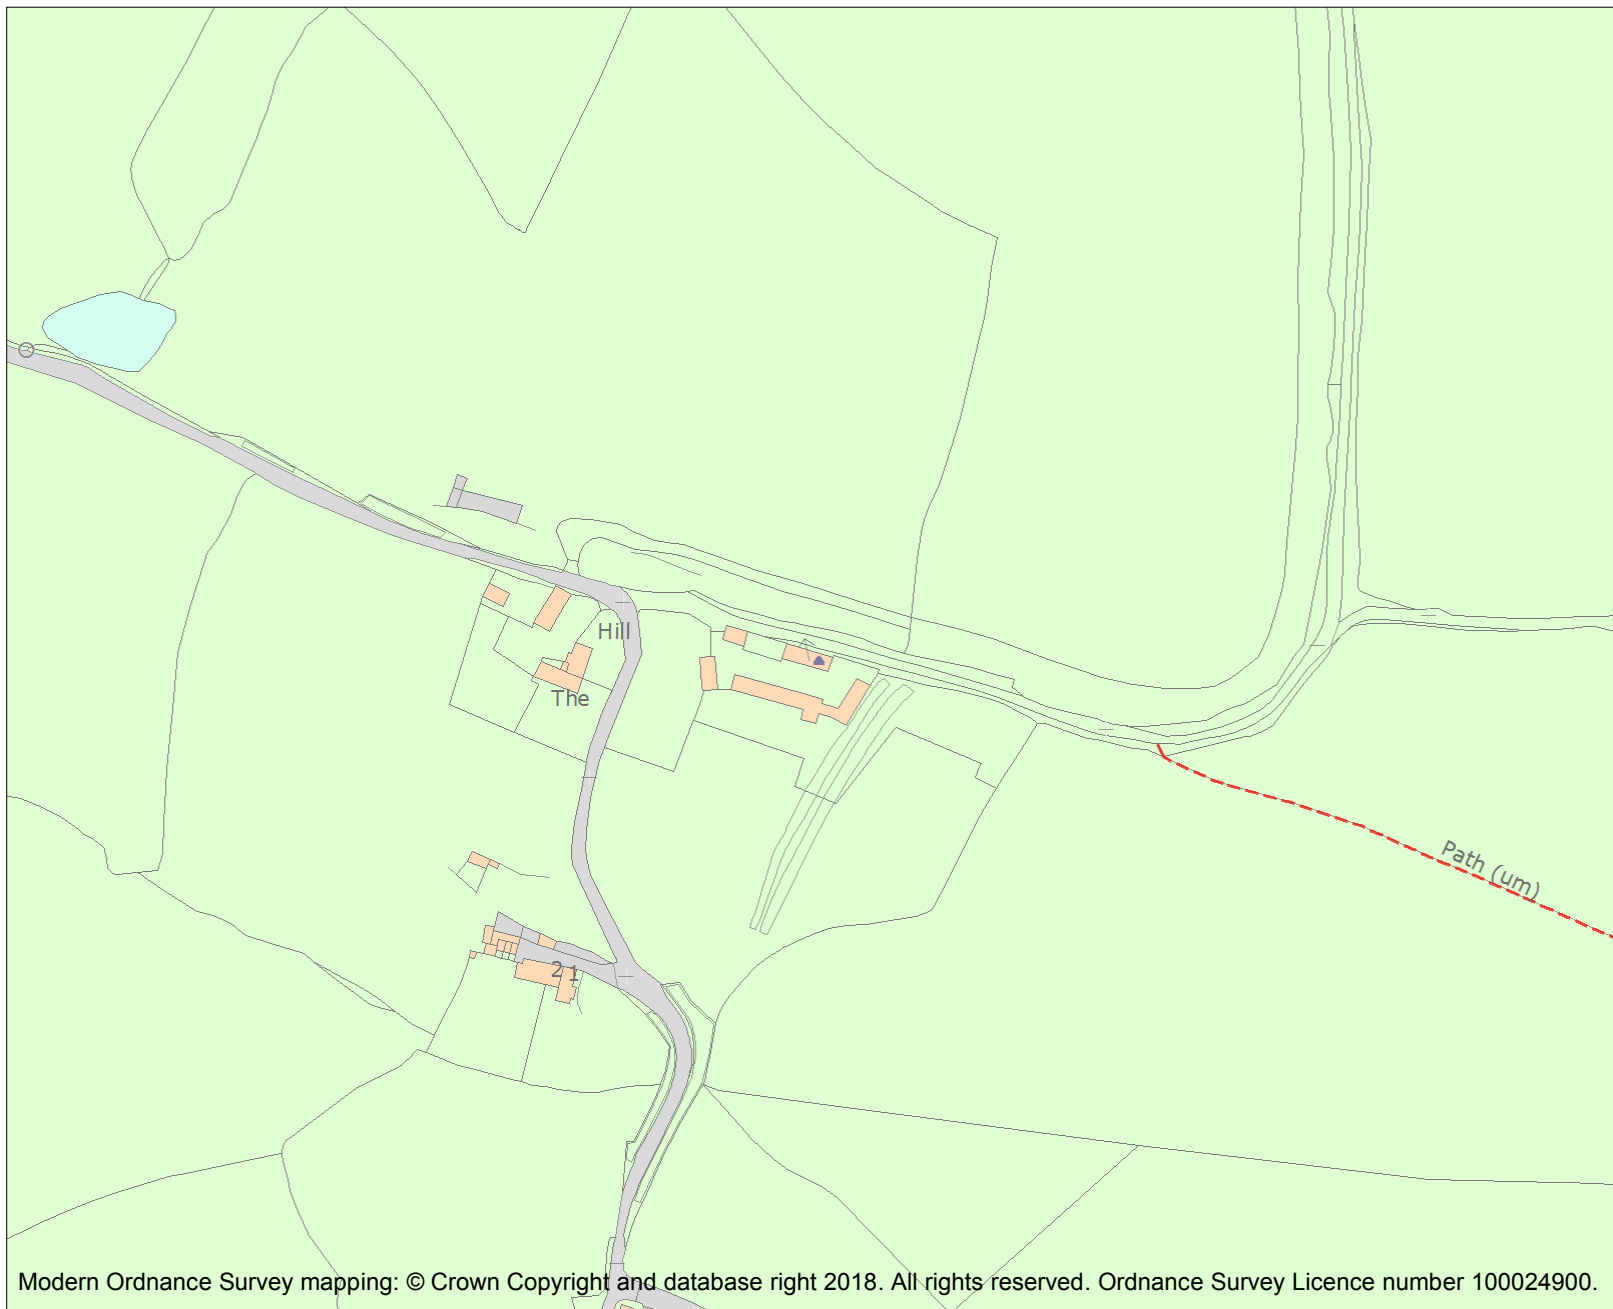 Hill
The
Path (um)
2 1
Modern Ordnance Survey mapping: © Crown Copyright and database right 2018. All rights reserved. Ordnance Survey Licence number 100024900.